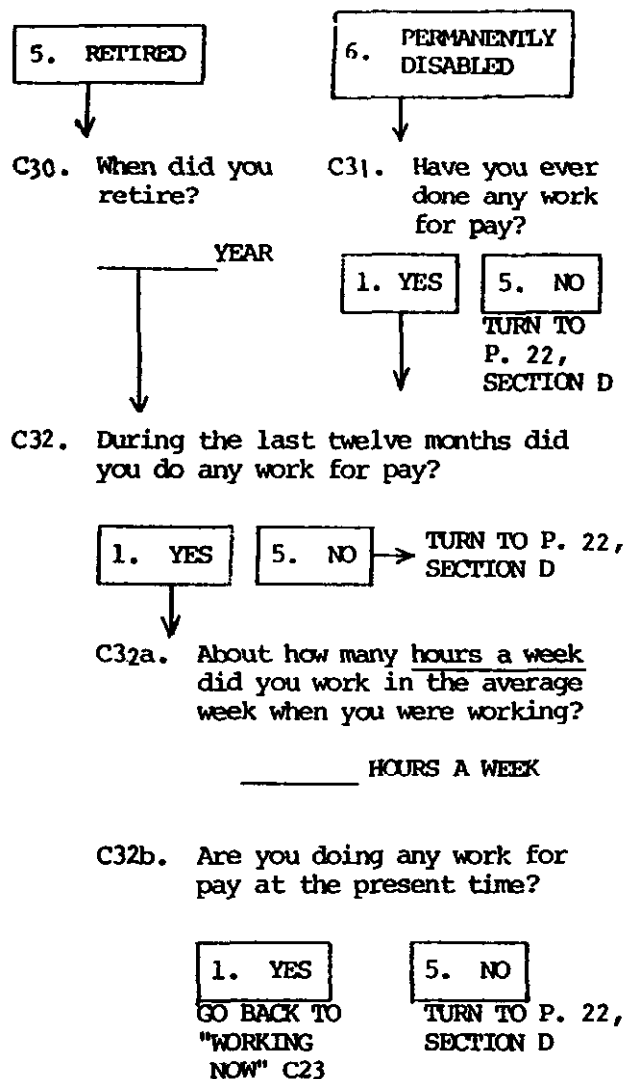 5. RETIRED
6. PERMANENTLY
DISABLED
C30. When did you
retire?
YEAR
C31. Have you ever
done any work
for pay?
1. YES
5. NO
TURN TO
P. 22,
SECTION D
C32. During the last twelve months did
you do any work for pay?
1. YES
5. NO
TURN TO P. 22,
SECTION D
C32a. About how many hours a week
did you work in the average
week when you were working?
HOURS A WEEK
C32b. Are you doing any work for
pay at the present time?
1. YES
GO BACK TO
"WORKING
NOW" C23
5. NO
TURN TO P. 22,
SECTION D